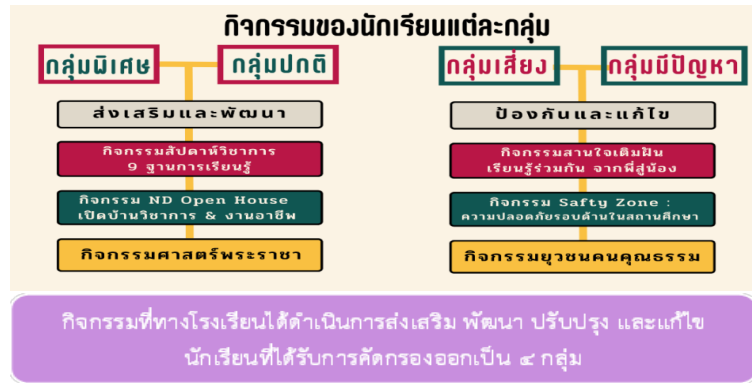 กิจกรรมของนักเรียนแต่ละกลุ่ม
กลุ่มพิเศษ
กลุ่มปกติ
ส่งเสริมและพัฒนา
กิจกรรมสัปดาห์วิชาการ
9 ฐานการเรียนรู้
กิจกรรม ND Open House
เปิดบ้านวิชาการ & งานอาชีพ
กิจกรรมศาสตร์พระราชา
กลุ่มเสี่ยง
กลุ่มมีปัญหา
ป้องกันและแก้ไข
กิจกรรมสานใจเติมฝัน
เรียนรู้ร่วมกัน จากพี่สู่น้อง
กิจกรรม Safty Zone :
ความปลอดภัยรอบด้านในสถานศึกษา
กิจกรรมยุวชนคนคุณธรรม
กิจกรรมที่ทางโรงเรียนได้ดำเนินการส่งเสริม พัฒนา ปรับปรุง และแก้ไข
นักเรียนที่ได้รับการคัดกรองออกเป็น ๔ กลุ่ม